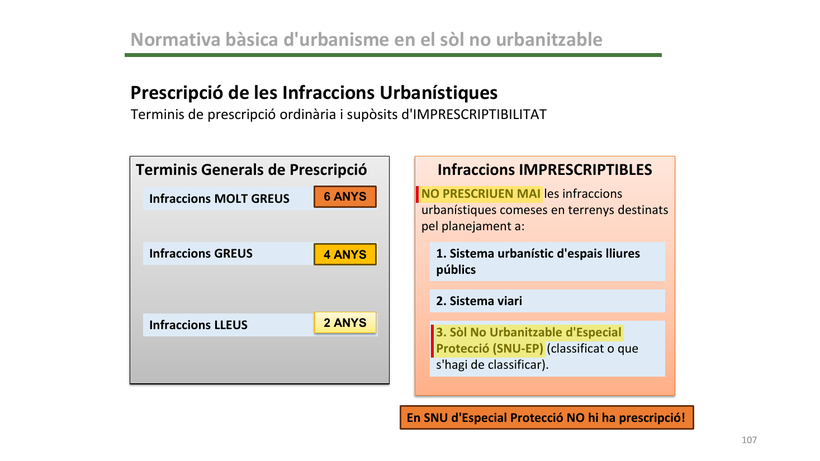 Normativa bàsica d'urbanisme en el sòl no urbanitzable
Prescripció de les Infraccions Urbanístiques
Terminis de prescripció ordinària i supòsits d'IMPRESCRIPTIBILITAT
Terminis Generals de Prescripció
Infraccions MOLT GREUS
6 ANYS
Infraccions GREUS
4 ANYS
Infraccions LLEUS
2 ANYS
Infraccions IMPRESCRIPTIBLES
NO PRESCRIUEN MAI les infraccions
urbanístiques comeses en terrenys destinats
pel planejament a:
1. Sistema urbanístic d'espais lliures
públics
2. Sistema viari
3. Sòl No Urbanitzable d'Especial
Protecció (SNU-EP) (classificat o que
s'hagi de classificar).
En SNU d'Especial Protecció NO hi ha prescripció!
107